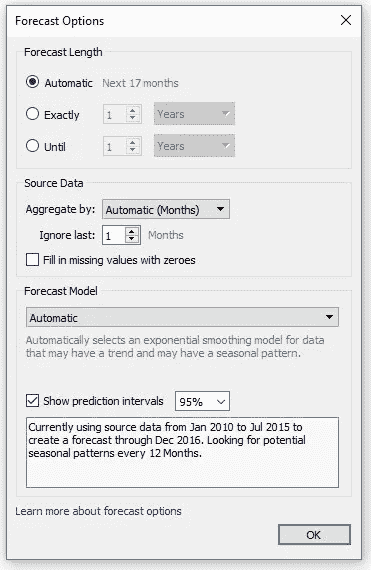 Forecast Options
Forecast Length
Automatic Next 17 months
Exactly 1 Years
Until 1 Years
Source Data
Aggregate by: Automatic (Months)
Ignore last: 1 Months
Fill in missing values with zeroes
Forecast Model
Automatic
Automatically selects an exponential smoothing model for data
that may have a trend and may have a seasonal pattern.
Show prediction intervals 95%
Currently using source data from Jan 2010 to Jul 2015 to
create a forecast through Dec 2016. Looking for potential
seasonal patterns every 12 Months.
Learn more about forecast options
OK